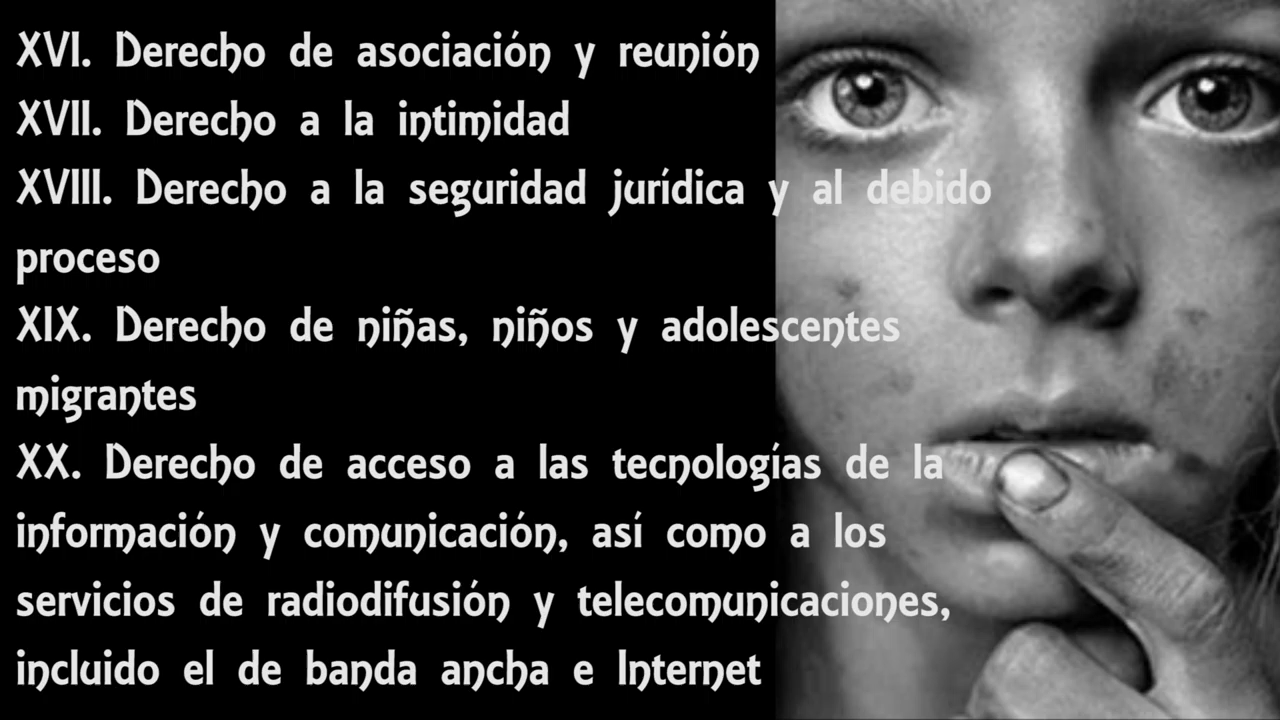 XVI. Derecho de asociación y reunión
XVII. Derecho a la intimidad
XVIII. Derecho a la seguridad jurídica y al debido
proceso
XIX. Derecho de niñas, niños y adolescentes
migrantes
XX. Derecho de acceso a las tecnologías de la
información y comunicación, así como a los
servicios de radiodifusión y telecomunicaciones,
incluido el de banda ancha e Internet